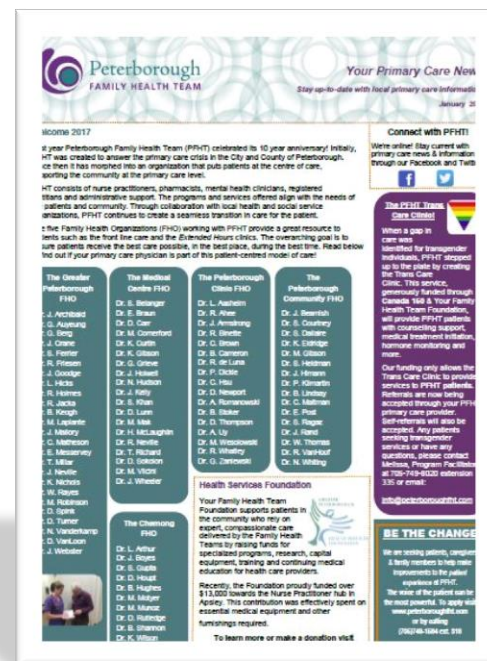 Peterborough
FAMILY HEALTH TEAM
Your Primary Care New
Stay up-to-date with local primary care informatio
January 20
lcome 2017
t year Peterborough Family Health Team (PFHT) celebrated its 10 year anniversary! Initially,
HT was created to answer the primary care crisis in the City and County of Peterborough.
ce then it has morphed into an organization that puts patients at the centre of care,
pporting the community at the primary care level.
HT consists of nurse practitioners, pharmacists, mental health clinicians, registered
titians and administrative support. The programs and services offered align with the needs of
patients and community. Through collaboration with local health and social service
anizations, PFHT continues to create a seamless transition in care for the patient.
e five Family Health Organizations (FHO) working with PFHT provide a great resource to
ients such as the front line care and the Extended Hours clinics. The overarching goal is to
sure patients receive the best care possible, in the best place, during the best time. Read below
ind out if your primary care physician is part of this patient-centred model of care!
The Greater
Peterborough
FHO
r. J. Archibald
r. G. Auyeung
r. G. Berg
r. J. Crane
r. S. Ferrier
r. R. Friesen
r. J. Goodge
r. L. Hicks
r. R. Holmes
r. R. Jacka
r. B. Keogh
r. M. Laplante
r. J. Mallory
r. C. Matheson
r. E. Messervey
r. T. Millar
r. J. Neville
r. K. Nichols
r. W. Rayes
r. M. Robinson
r. D. Spink
r. D. Turner
r. N. Vanderkamp
r. D. VanLoon
r. J. Webster
The Medical
Centre FHO
Dr. S. Belanger
Dr. E. Braun
Dr. D. Carr
Dr. M. Comerford
Dr. K. Curtin
Dr. K. Gibson
Dr. G. Grieve
Dr. J. Hickert
Dr. N. Hudson
Dr. J. Kelly
Dr. S. Khan
Dr. D. Lunn
Dr. M. Mak
Dr. H. McLaughlin
Dr. R. Neville
Dr. T. Richard
Dr. D. Sokolon
Dr. M. Vlchi
Dr. J. Wheeler
The Peterborough
Clinic FHO
Dr. L. Aasheim
Dr. R. Ahee
Dr. J. Armstrong
Dr. R. Binette
Dr. C. Brown
Dr. B. Cameron
Dr. R. de Luna
Dr. P. Dickie
Dr. C. Hsu
Dr. D. Newport
Dr. A. Romanowski
Dr. B. Stoker
Dr. D. Thompson
Dr. A. Uy
Dr. M. Wesolowski
Dr. R. Whatley
Dr. G. Zaniewski
The
Peterborough
Community FHO
Dr. J. Beamish
Dr. S. Courtney
Dr. S. Dallaire
Dr. K. Eldridge
Dr. M. Gibson
Dr. S. Heidman
Dr. J. Hirnann
Dr. P. Kilmartin
Dr. B. Lindsay
Dr. C. Maltman
Dr. E. Post
Dr. S. Ragaz
Dr. J. Rand
Dr. W. Thomas
Dr. R. VanHoof
Dr. N. Whiting
The Chemong
FHO
Dr. L. Arthur
Dr. J. Boyes
Dr. S. Gupta
Dr. D. Houpt
Dr. B. Hughes
Dr. M. Molger
Dr. M. Munoz
Dr. D. Rutledge
Dr. B. Shannon
Dr. K. Wilson
Health Services Foundation
Your Family Health Team
Foundation supports patients in
the community who rely on
expert, compassionate care
delivered by the Family Health
Teams by raising funds for
specialized programs, research, capital
equipment, training and continuing medical
education for health care providers.
Recently, the Foundation proudly funded over
$13,000 towards the Nurse Practitioner hub in
Apsley. This contribution was effectively spent on
essential medical equipment and other
furnishings required.
To learn more or make a donation visit
Connect with PFHT!
We're online! Stay current with
primary care news & information
through our Facebook and Twitt
The PFHT Trans
Care Clinic!
When a gap in
care was
identified for transgender
individuals, PFHT stepped
up to the plate by creating
the Trans Care
Clinic. This service,
generously funded through
Canada 150 & Your Family
Health Team Foundation,
will provide PFHT patients
with counselling support,
medical treatment initiation,
hormone monitoring and
more.
Our funding only allows the
Trans Care Clinic to provide
services to PFHT patients.
Referrals are now being
accepted through your PFH
primary care provider.
Self-referrals will also be
accepted. Any patients
seeking transgender
services or have any
questions, please contact
Melissa, Program Facilitator
at 705-749-8020 extension
335 or email:
info@peterboroughfht.com
BE THE CHANGE
We are seeking patients, caregivers
& family members to help make
improvements to the patient
experience at PFHT.
The voice of the patient can be
the most powerful. To apply visit
www.peterboroughfht.com
or by calling
(705)740-1684 ext. 316